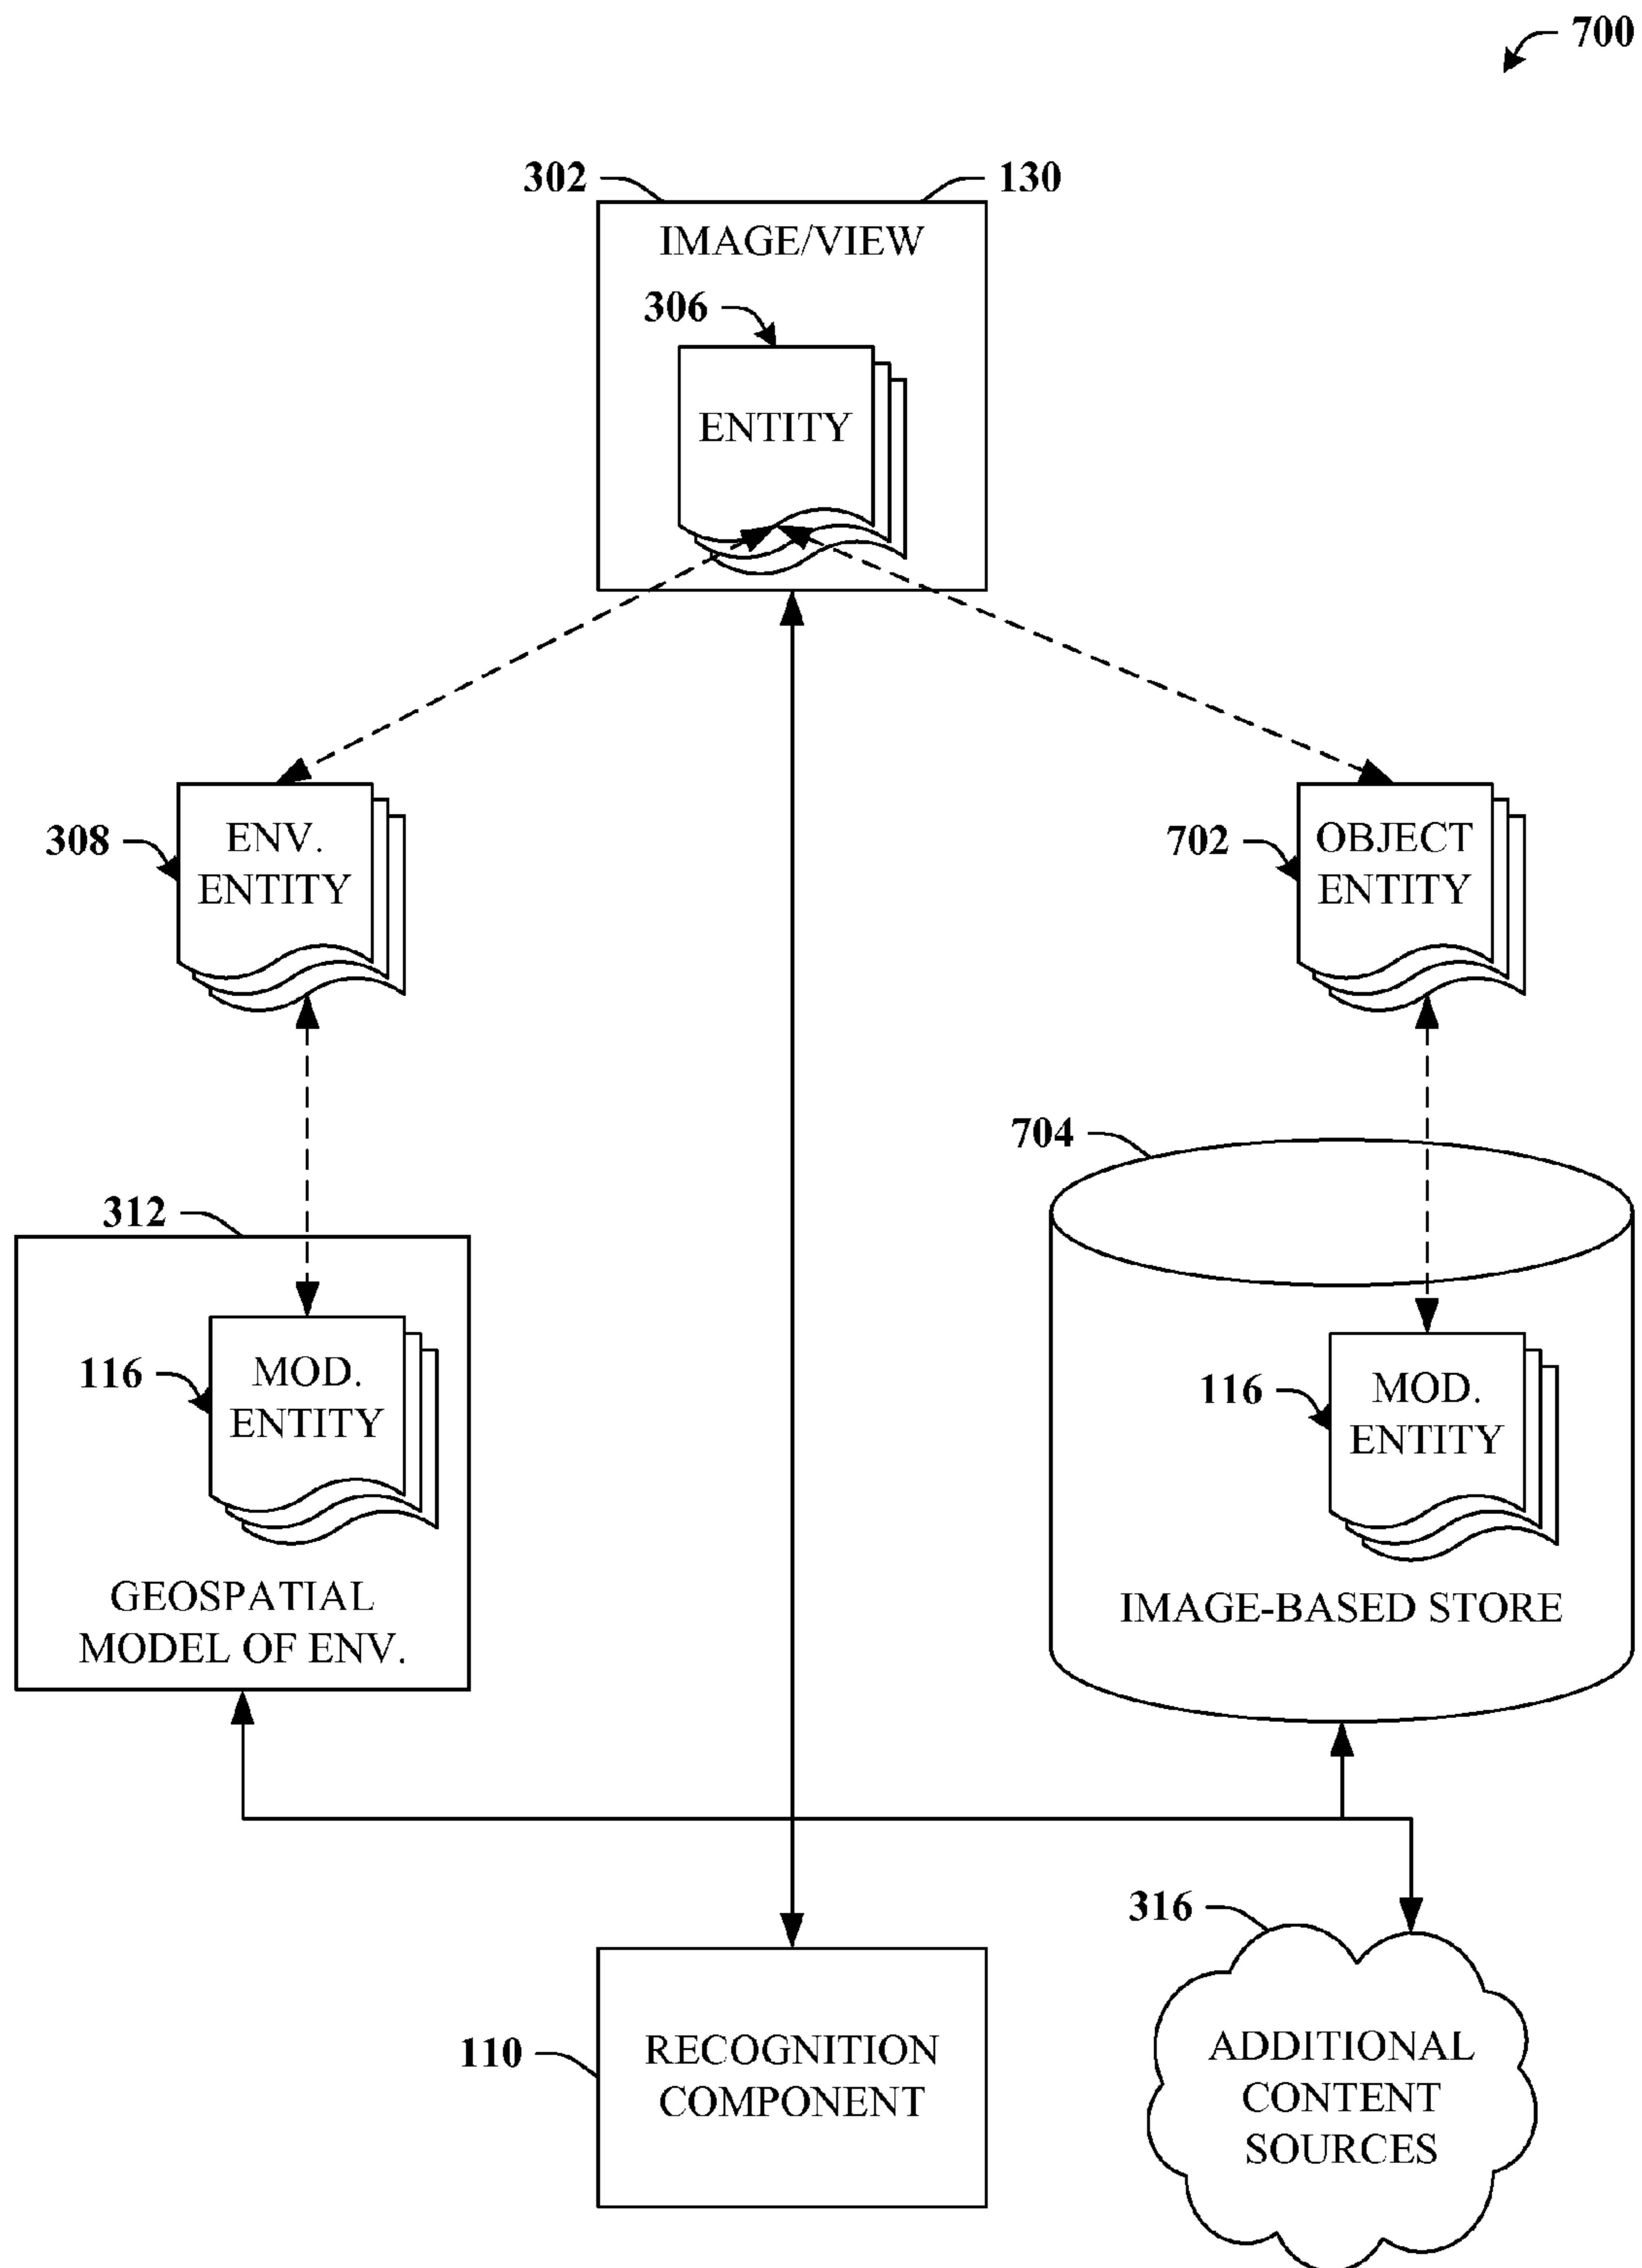 700
302
130
IMAGE/VIEW
306
ENTITY
308
ENV.
ENTITY
702
OBJECT
ENTITY
704
312
116
MOD.
ENTITY
116
MOD.
ENTITY
GEOSPATIAL
MODEL OF ENV.
IMAGE-BASED STORE
316
110
RECOGNITION
COMPONENT
ADDITIONAL
CONTENT
SOURCES